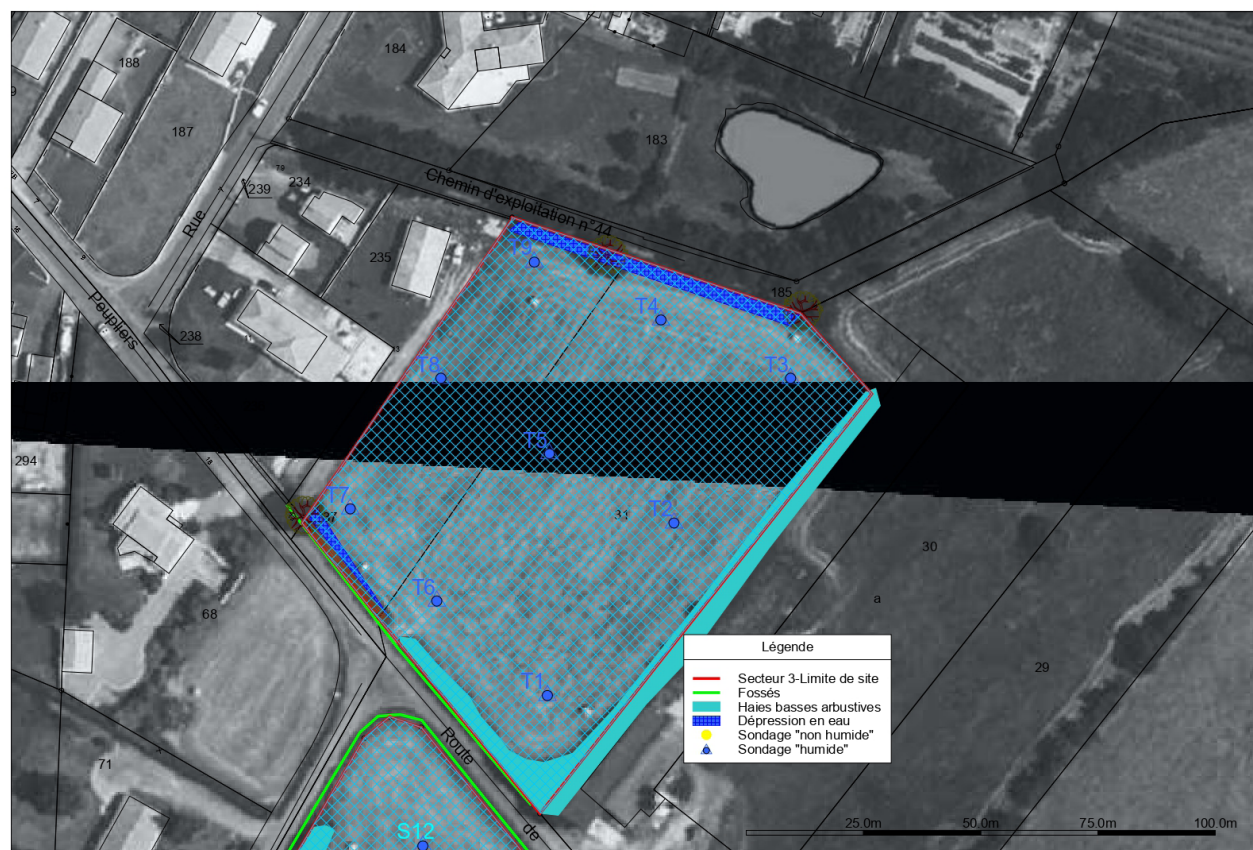 184
188
187
183
Chemin d'exploitation n°44
239
234
Rue
235
T9
185
T4
Peupliers
238
T8
T3
T5
294
T7
T2
31
30
T6
a
68
29
T1
Légende
Secteur 3-Limite de site
Fossés
Haies basses arbustives
Dépression en eau
Sondage "non humide"
Sondage "humide"
Route
71
de
S12
25.0m 50.0m 75.0m 100.0m